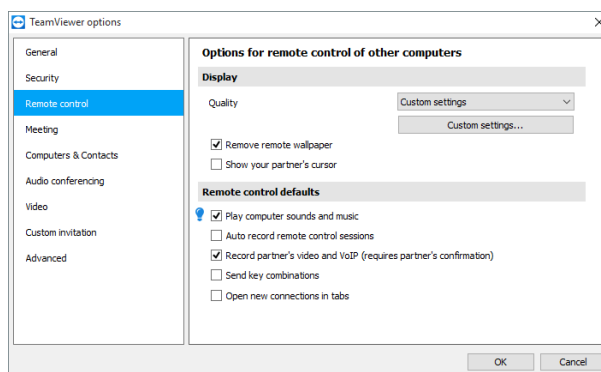 TeamViewer options
General
Security
Remote control
Meeting
Computers & Contacts
Audio conferencing
Video
Custom invitation
Advanced
Options for remote control of other computers
Display
Quality
Custom settings
Custom settings...
Remove remote wallpaper
Show your partner's cursor
Remote control defaults
Play computer sounds and music
Auto record remote control sessions
Record partner's video and VoIP (requires partner's confirmation)
Send key combinations
Open new connections in tabs
OK
Cancel